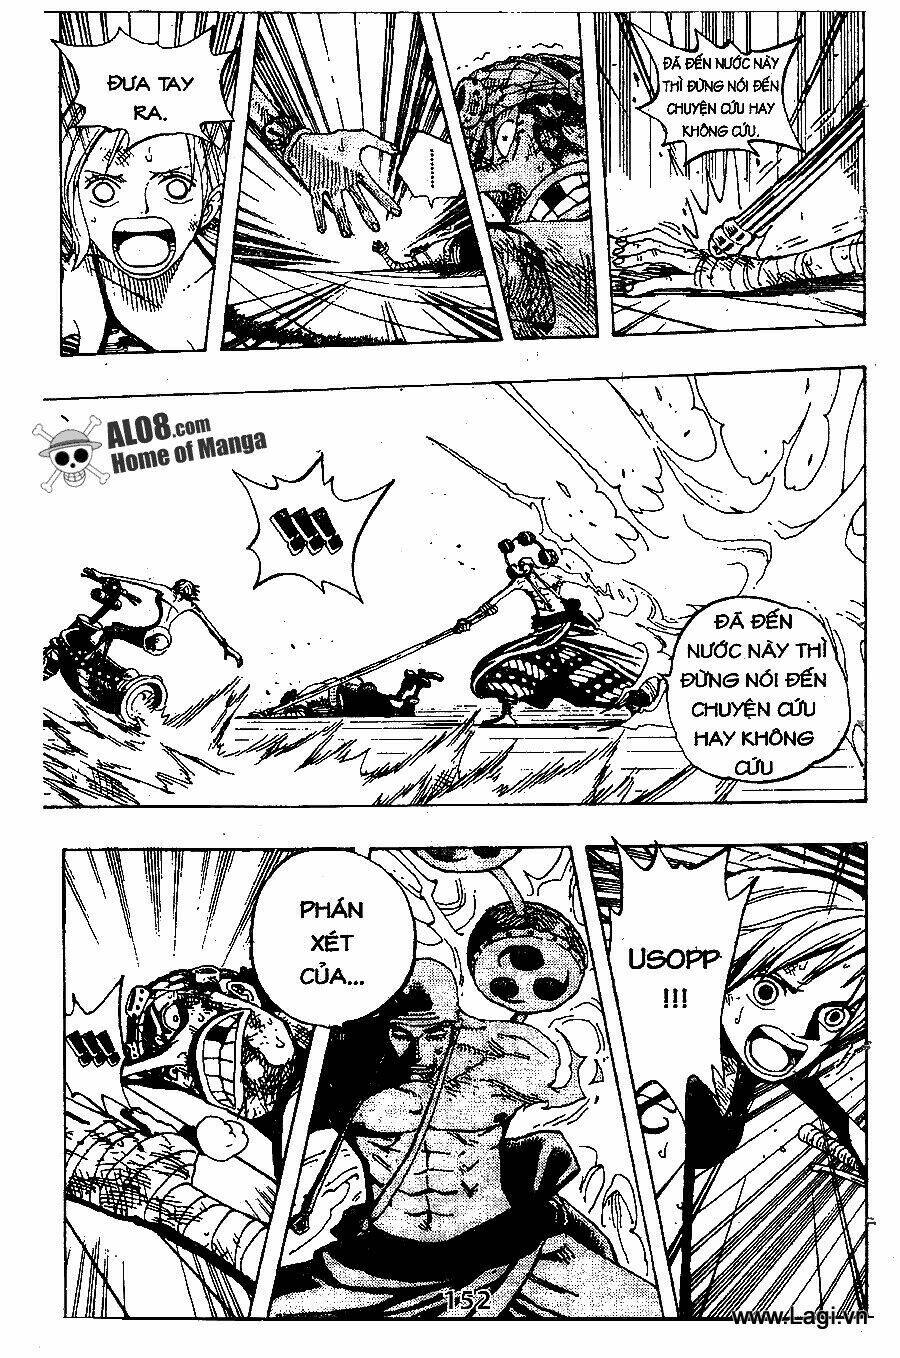 ĐƯA TAY
RA.
.........
ĐÃ ĐẾN NƯỚC NÀY
THÌ ĐỪNG NÓI ĐẾN
CHUYỆN CỨU HAY
KHÔNG CỨU.
ALO8.com
Home of Manga
!!!
ĐÃ ĐẾN
NƯỚC NÀY THÌ
ĐỪNG NÓI ĐẾN
CHUYỆN CỨU
HAY KHÔNG
CỨU
!!!
PHÁN
XÉT
CỦA...
USOPP
!!!
152
www.Lagi.vn